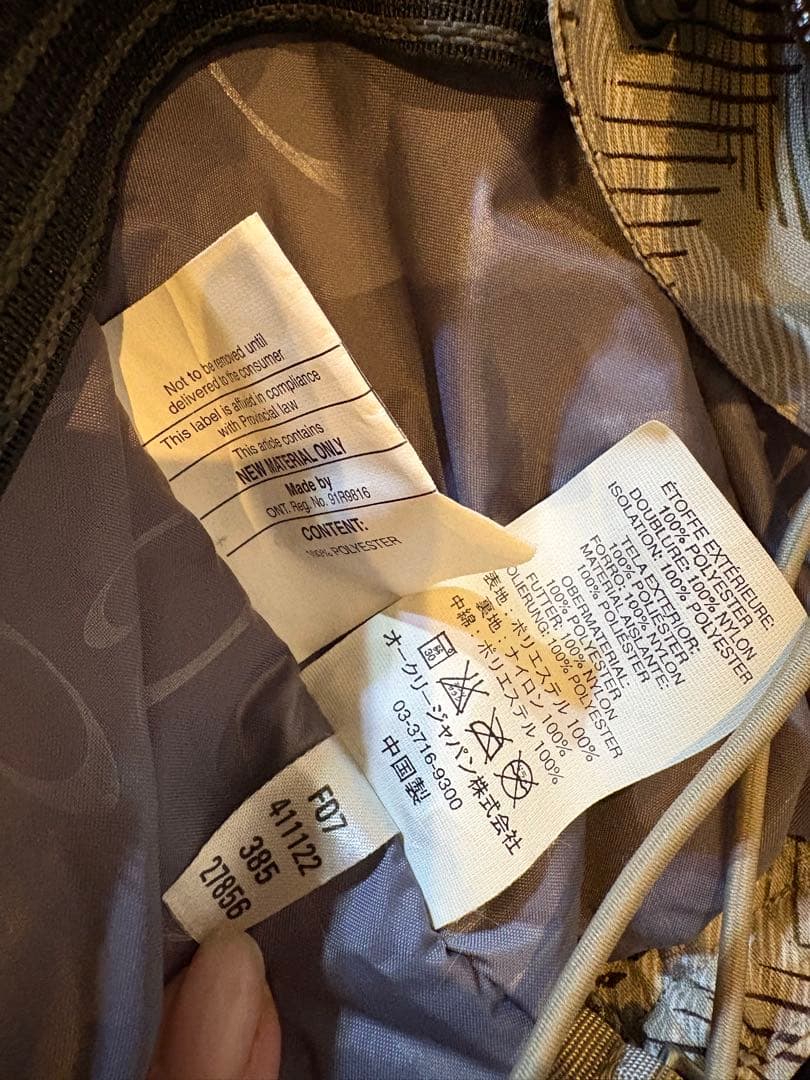 Not to be removed until
delivered to the consumer
This label is affixed in compliance
with Provincial law
This article contains
NEW MATERIAL ONLY
Made by
ONT. Reg. No. 91R9816
CONTENT:
100% POLYESTER
ÉTOFFE EXTÉRIEURE:
100% POLYESTER
DOUBLURE: 100% NYLON
ISOLATION: 100% POLYESTER
TELA EXTERIOR:
100% POLIESTER
FORRO: 100% NYLON
MATERIAL AISLANTE:
100% POLIESTER
OBERMATERIAL:
100% POLYESTER
FUTTER: 100% NYLON
100% POLYESTER
表地:ポリエステル 100%
裏地:ナイロン 100%
中綿:ポリエステル 100%
30
オークリージャパン株式会社
03-3716-9300
中国製
F07
411122
385
27856